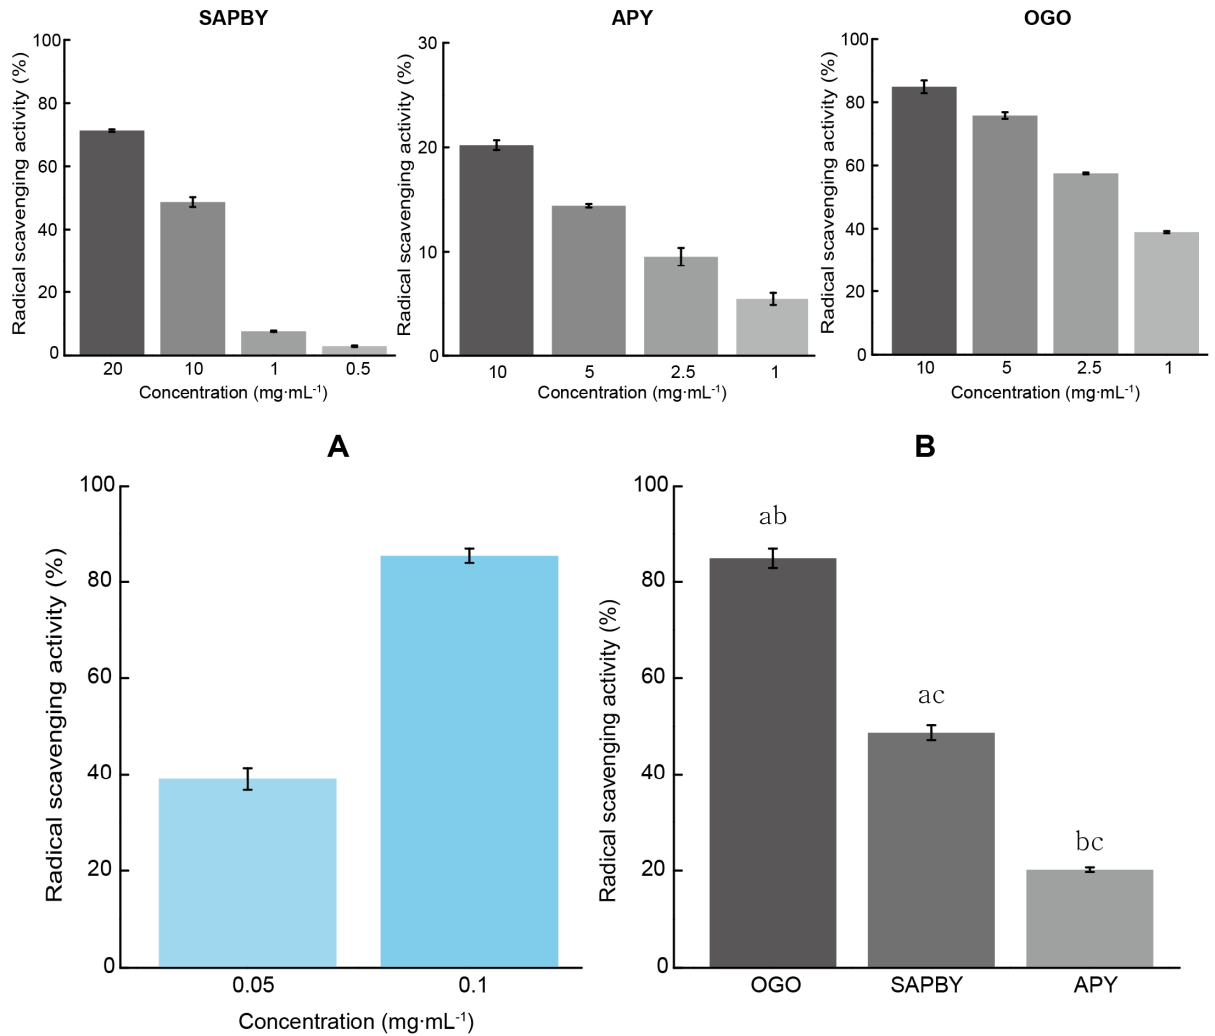 SAPBY
Radical scavenging activity (%)
100
80
60
40
20
0
20 10 1 0.5
Concentration (mg·mL-1)
APY
Radical scavenging activity (%)
30
20
10
0
10 5 2.5 1
Concentration (mg·mL-1)
OGO
Radical scavenging activity (%)
100
80
60
40
20
0
10 5 2.5 1
Concentration (mg·mL-1)
A
Radical scavenging activity (%)
100
80
60
40
20
0
0.05 0.1
Concentration (mg·mL-1)
B
Radical scavenging activity (%)
100
80
60
40
20
0
ab
ac
bc
OGO SAPBY APY